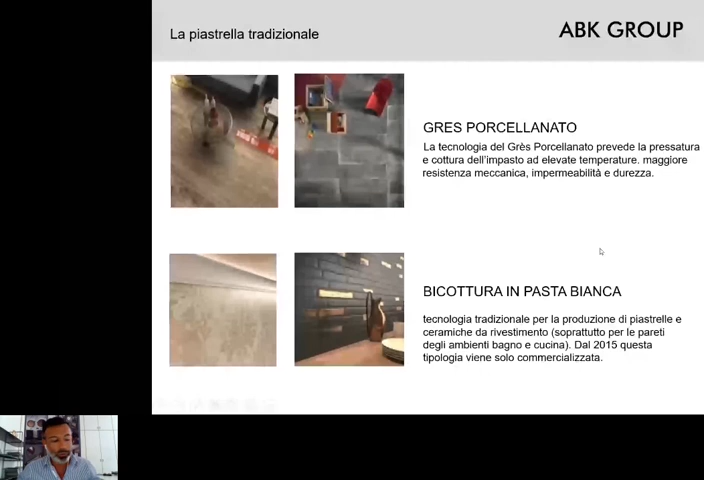 La piastrella tradizionale
ABK GROUP
GRES PORCELLANATO
La tecnologia del Grès Porcellanato prevede la pressatura
e cottura dell'impasto ad elevate temperature. maggiore
resistenza meccanica, impermeabilità e durezza.
BICOTTURA IN PASTA BIANCA
tecnologia tradizionale per la produzione di piastrelle e
ceramiche da rivestimento (soprattutto per le pareti
degli ambienti bagno e cucina). Dal 2015 questa
tipologia viene solo commercializzata.